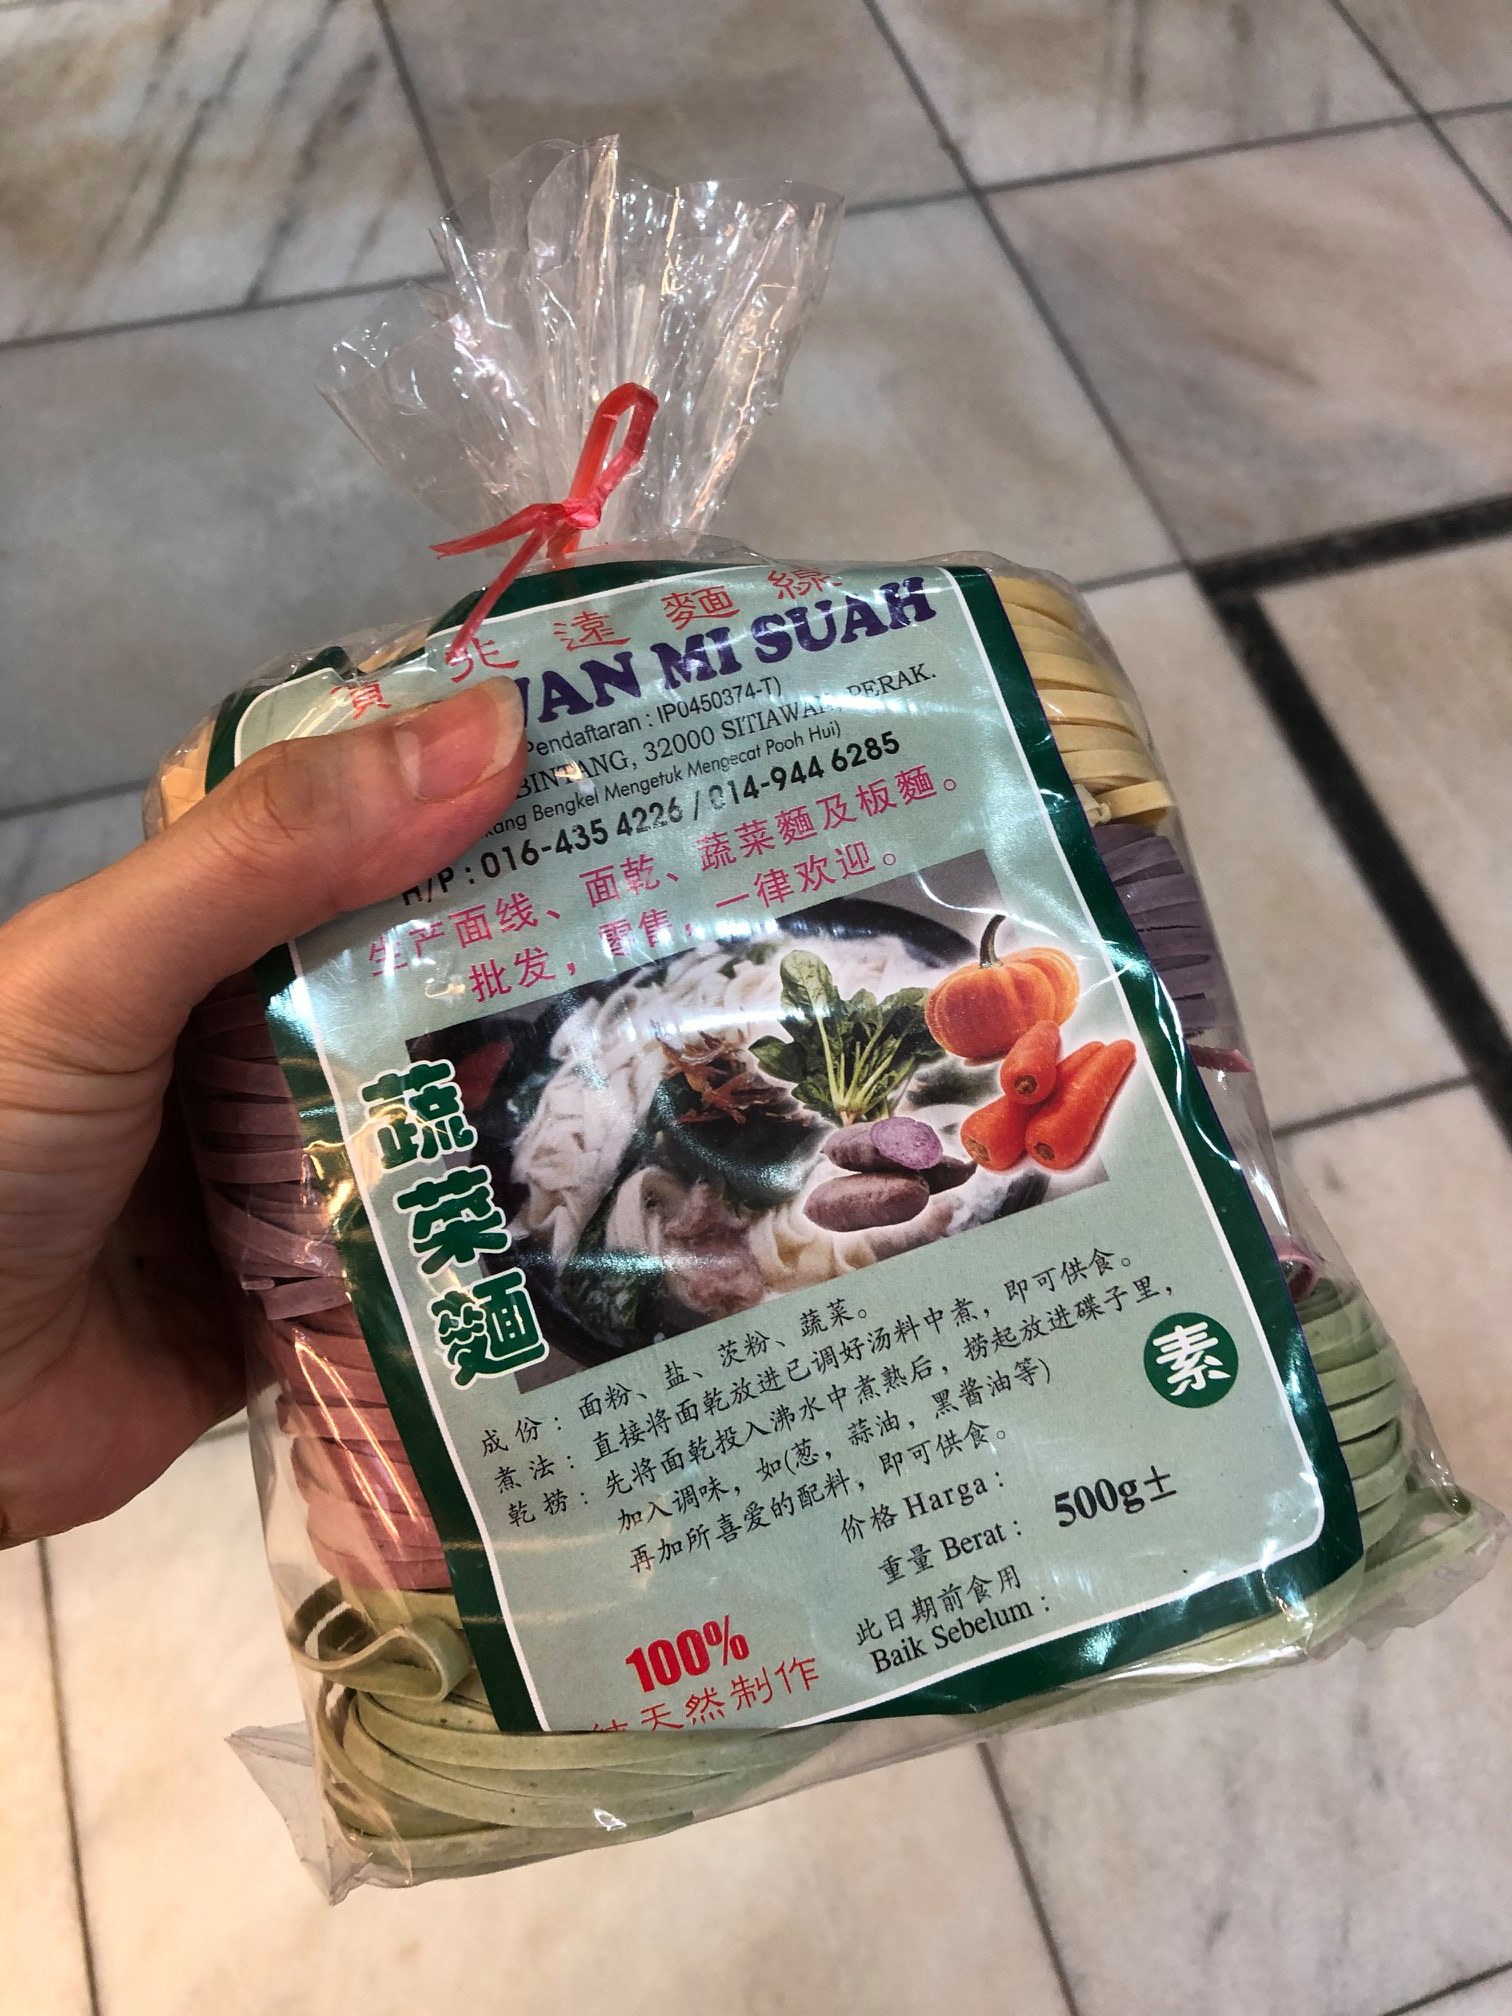 兆遠麵線
UAN MI SUAH
Pendaftaran : IP0450374-T)
BINTANG, 32000 SITIAWAN, PERAK.
kang Bengkel Mengetuk Mengecat Pooh Hui)
H/P : 016-435 4226 / 014-944 6285
生产面线、面乾、蔬菜麵及板麵。
批发，零售，一律欢迎。
蔬菜麵
成份：面粉、盐、茨粉、蔬菜。
煮法：直接将面乾放进已调好汤料中煮，即可供食。
乾捞：先将面乾投入沸水中煮熟后，捞起放进碟子里，
加入调味，如(葱，蒜油，黑酱油等)
再加所喜爱的配料，即可供食。
素
价格 Harga :
重量 Berat : 500g±
此日期前食用
Baik Sebelum :
100%
纯天然制作